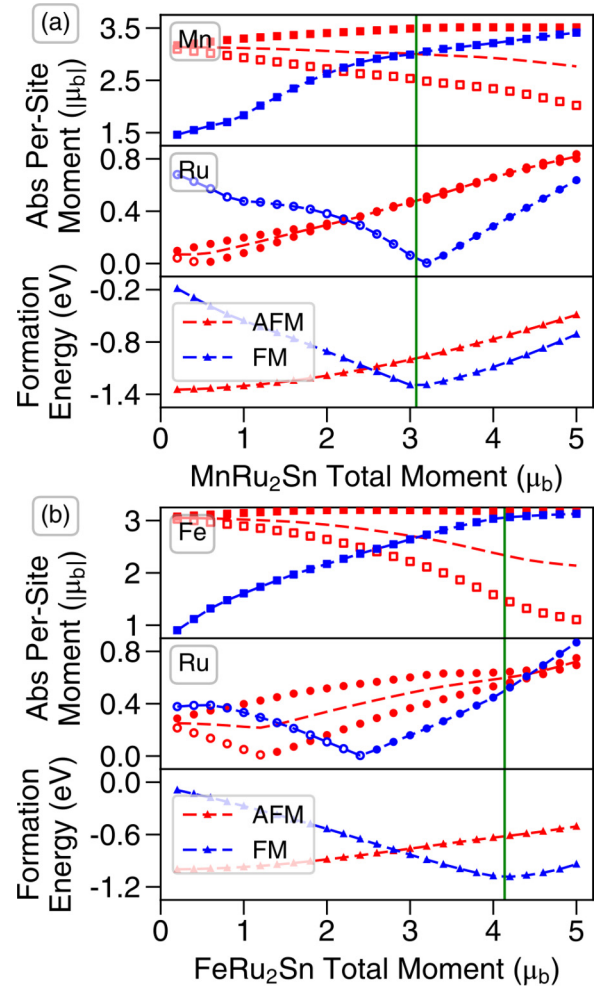 (a)
Mn
3.5
2.5
1.5
Abs Per-Site
Moment (|μb|)
Ru
0.8
0.4
0.0
Formation
Energy (eV)
-0.2
-0.8
-1.4
AFM
FM
0 1 2 3 4 5
MnRu₂Sn Total Moment (μb)
(b)
Fe
3
2
1
Abs Per-Site
Moment (|μb|)
Ru
0.8
0.4
0.0
Formation
Energy (eV)
0.0
-0.6
-1.2
AFM
FM
0 1 2 3 4 5
FeRu₂Sn Total Moment (μb)